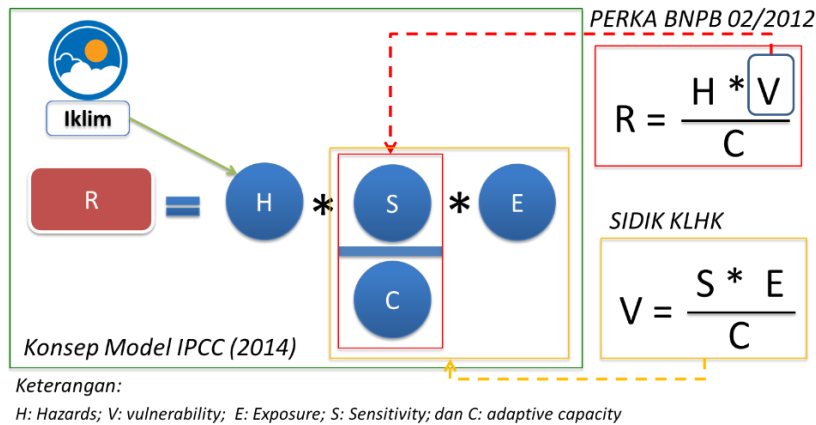 PERKA BNPB 02/2012
Iklim
R = H * V
C
R = H * S * E
C
SIDIK KLHK
V = S * E
C
Konsep Model IPCC (2014)
Keterangan:
H: Hazards; V: vulnerability; E: Exposure; S: Sensitivity; dan C: adaptive capacity